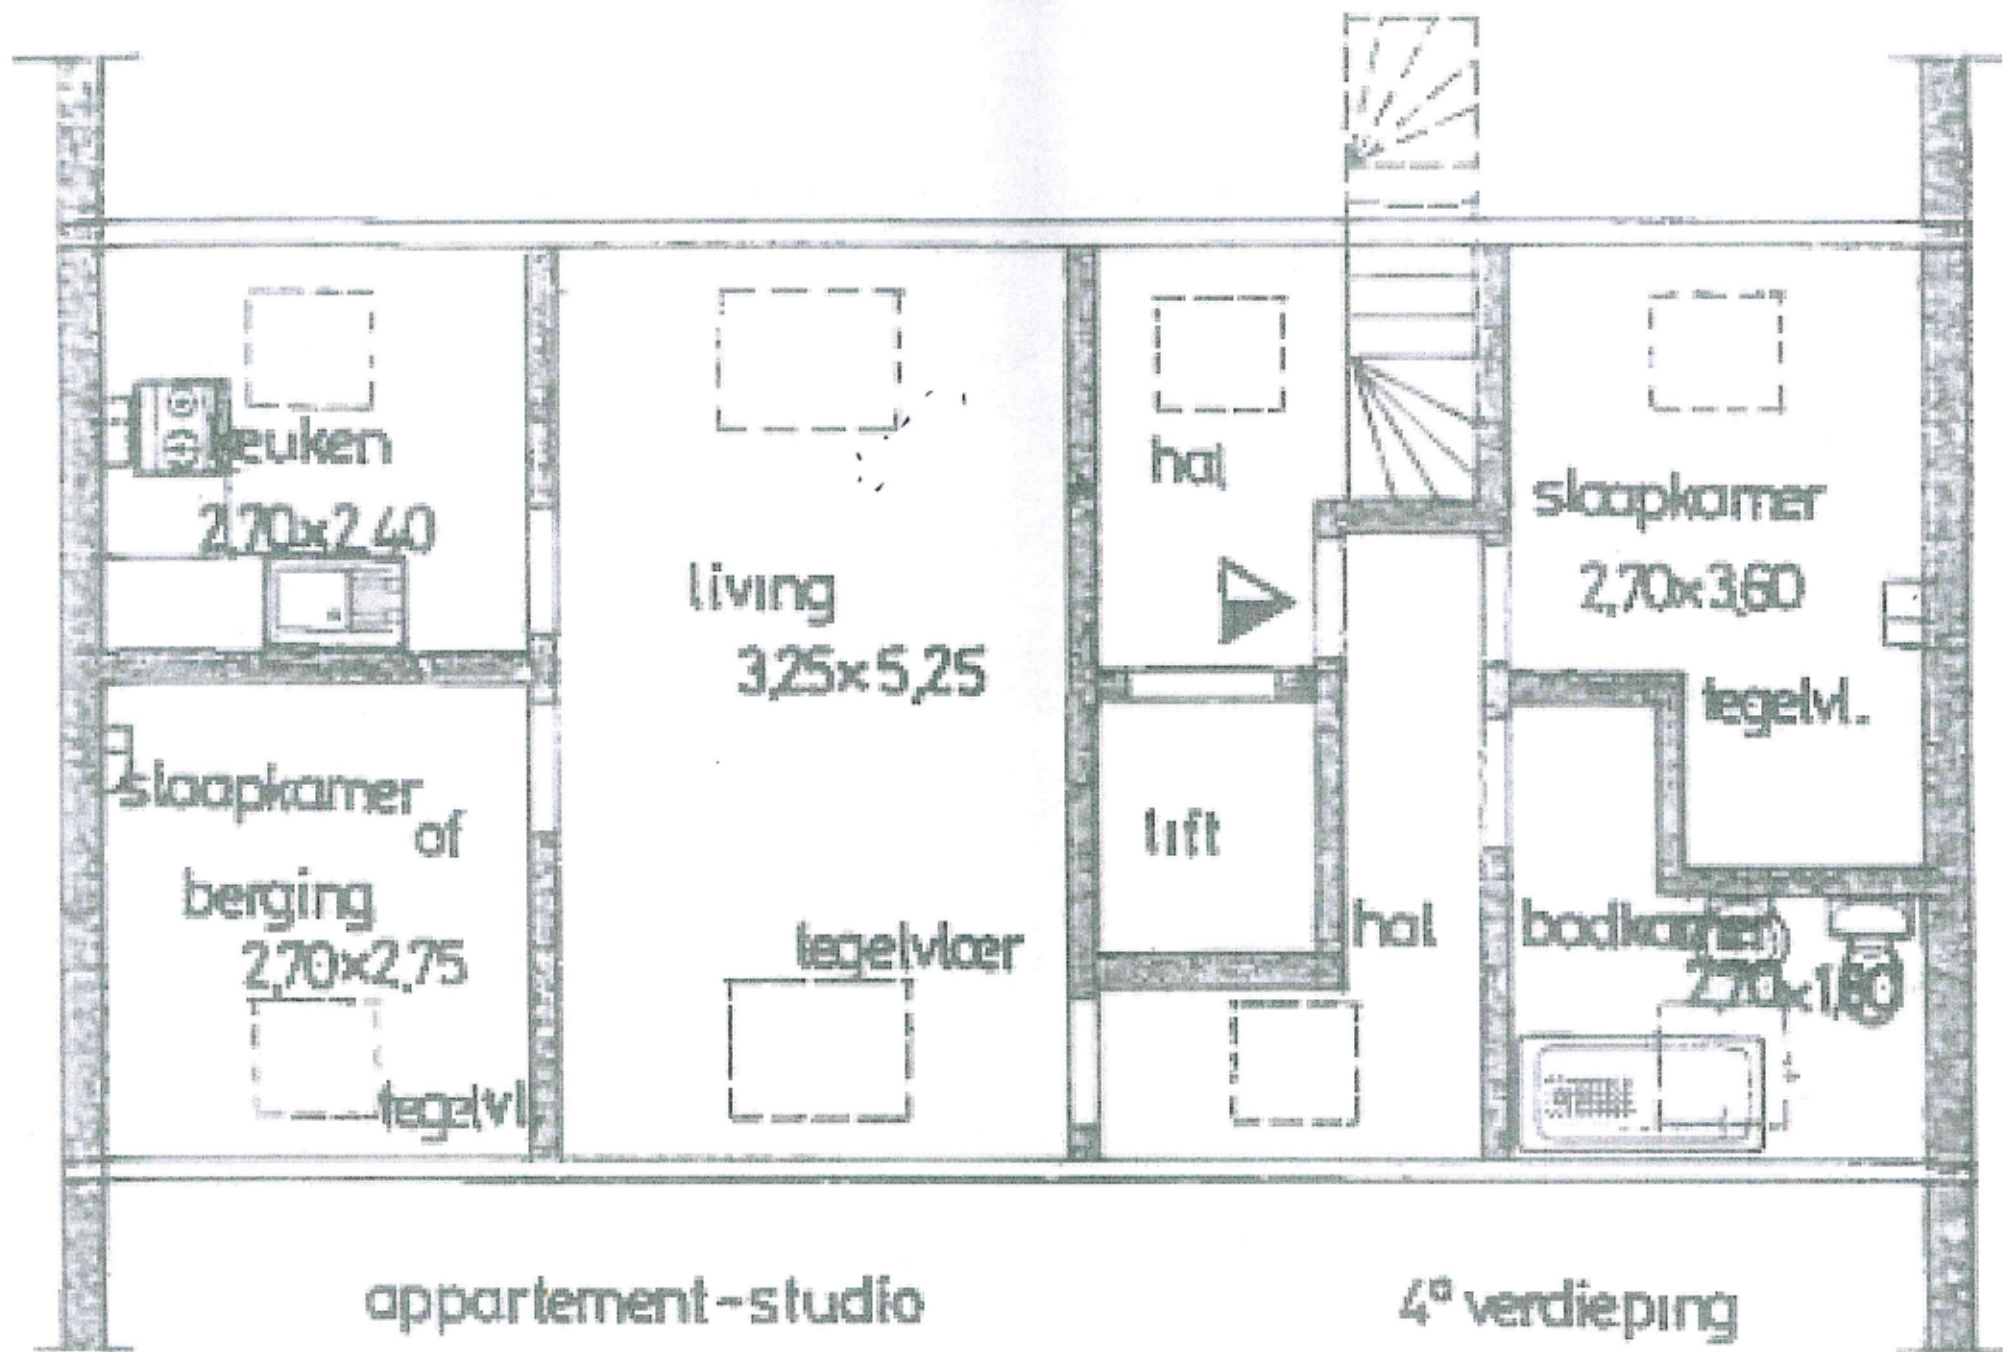 keuken
2,70x2,40
living
3,25x5,25
tegelvloer
slaapkamer
of
berging
2,70x2,75
tegelvl.
hal
lift
hal
slaapkamer
2,70x3,60
tegelvl.
badkamer
2,70x1,80
appartement-studio
4ᵉ verdieping